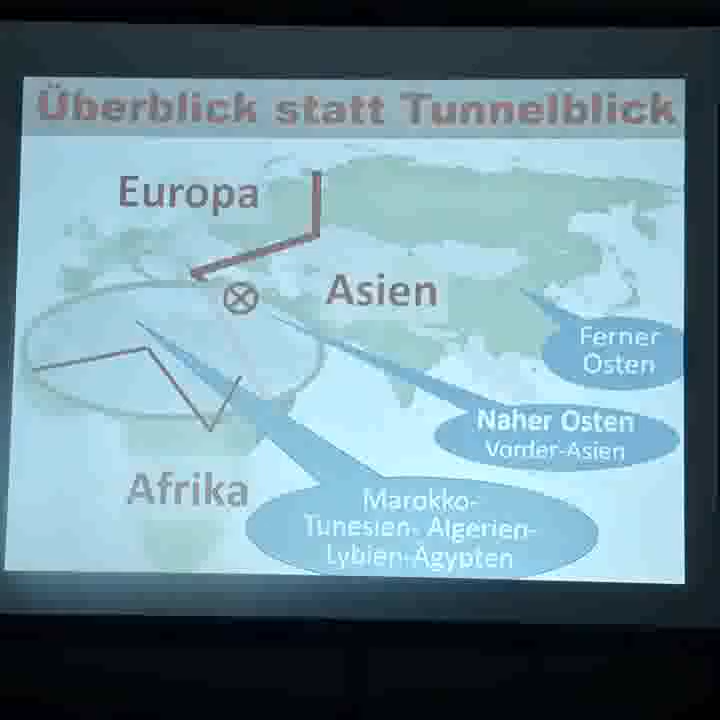 Überblick statt Tunnelblick
Europa
Asien
Ferner
Osten
Naher Osten
Vorder-Asien
Afrika
Marokko-
Tunesien- Algerien-
Lybien-Ägypten